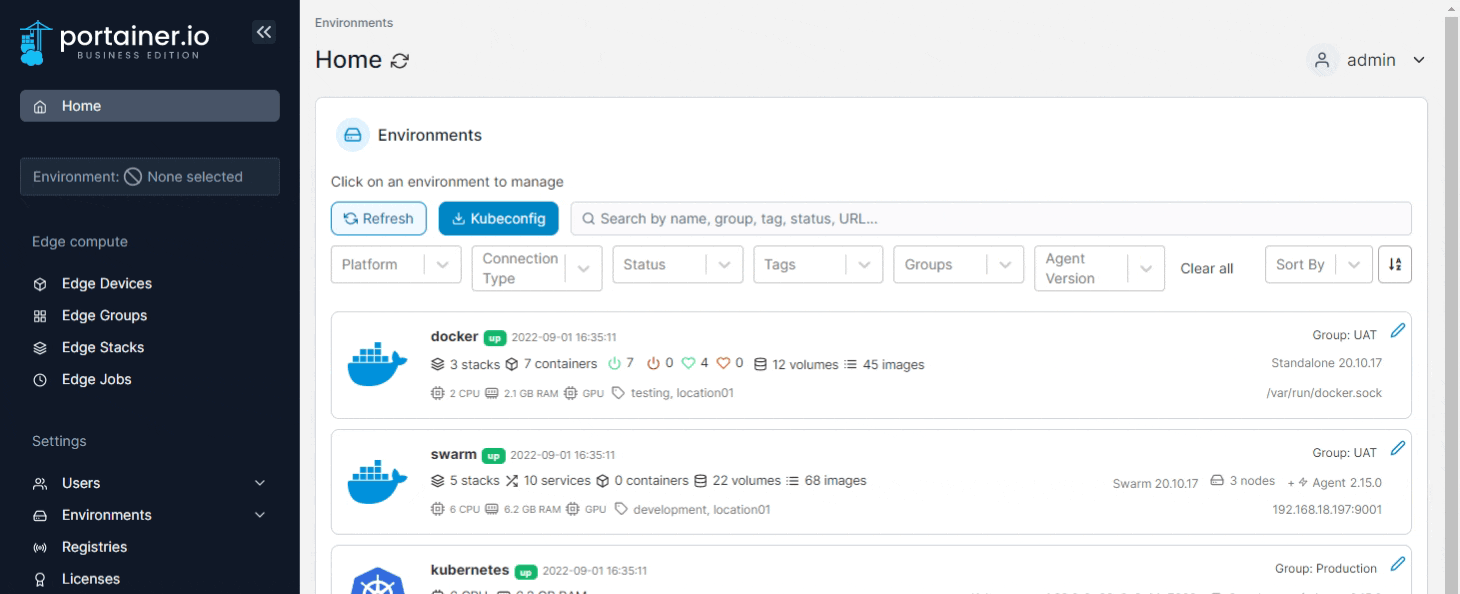 portainer.io
BUSINESS EDITION
Home
Environment: None selected
Edge compute
Edge Devices
Edge Groups
Edge Stacks
Edge Jobs
Settings
Users
Environments
Registries
Licenses
Environments
Home
admin
Environments
Click on an environment to manage
Refresh Kubeconfig Search by name, group, tag, status, URL...
Platform Connection Type Status Tags Groups Agent Version Clear all Sort By
docker up 2022-09-01 16:35:11 Group: UAT
3 stacks 7 containers 7 0 4 0 12 volumes 45 images Standalone 20.10.17
2 CPU 2.1 GB RAM GPU testing, location01 /var/run/docker.sock
swarm up 2022-09-01 16:35:11 Group: UAT
5 stacks 10 services 0 containers 22 volumes 68 images Swarm 20.10.17 3 nodes + Agent 2.15.0
6 CPU 6.2 GB RAM GPU development, location01 192.168.18.197:9001
kubernetes up 2022-09-01 16:35:11 Group: Production